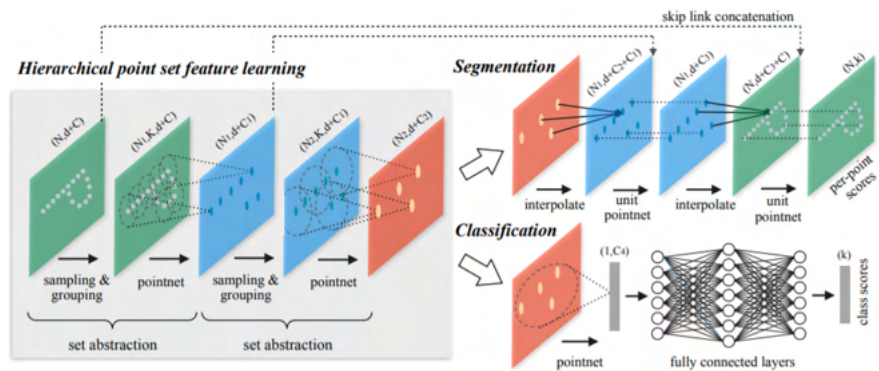 skip link concatenation
Hierarchical point set feature learning
(N,d+C)
(N1,K,d+C)
(N1,d+C1)
(N2,K,d+C1)
(N2,d+C2)
sampling &
grouping
pointnet
sampling &
grouping
pointnet
set abstraction
set abstraction
Segmentation
(N1,d+C2+C1)
(N1,d+C3)
(N,d+C3+C)
(N,k)
per-point
scores
interpolate
unit
pointnet
interpolate
unit
pointnet
Classification
(1,C4)
(k)
class scores
pointnet
fully connected layers